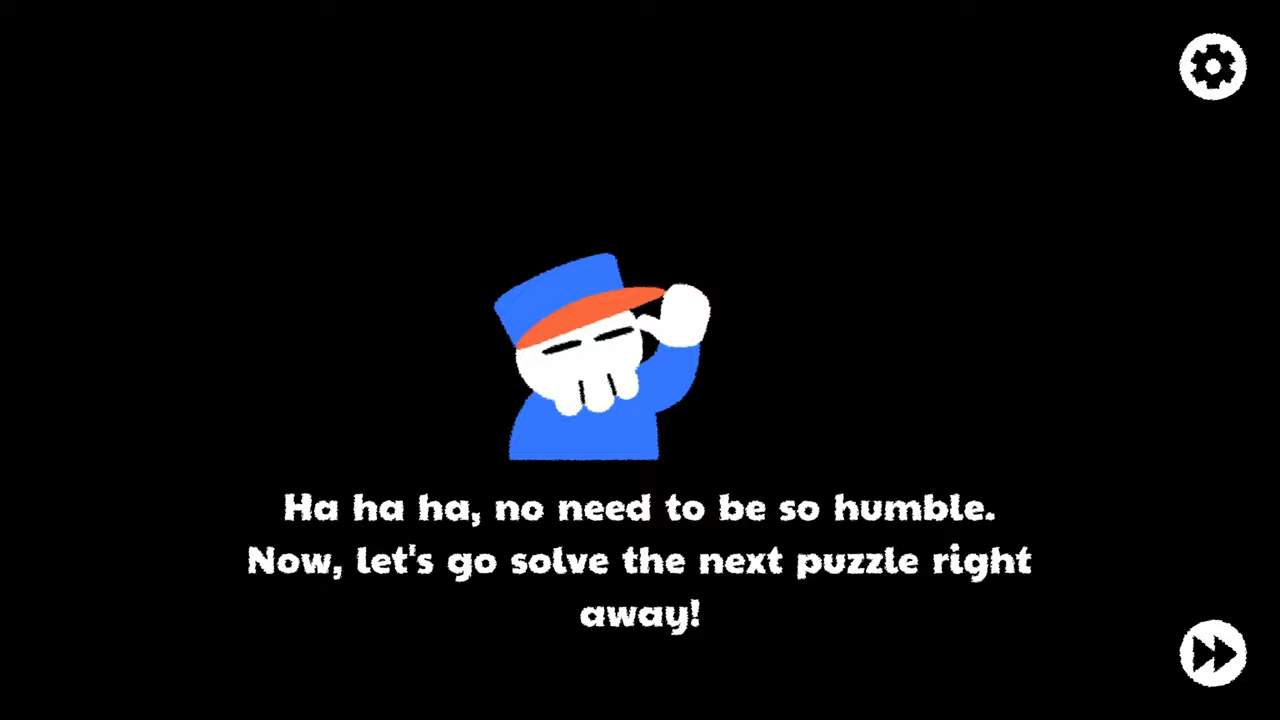 Ha ha ha, no need to be so humble.
Now, let's go solve the next puzzle right
away!